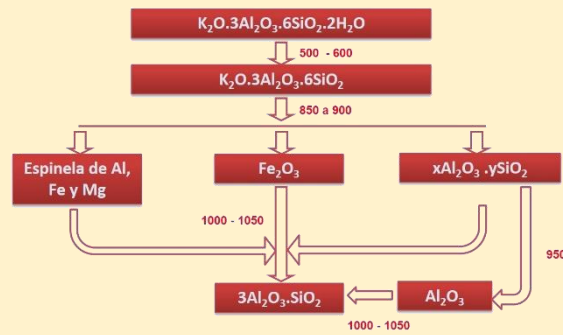 K₂O.3Al₂O₃.6SiO₂.2H₂O
500 - 600
K₂O.3Al₂O₃.6SiO₂
850 a 900
Espinela de Al,
Fe y Mg
Fe₂O₃
xAl₂O₃ .ySiO₂
1000 - 1050
950
3Al₂O₃.SiO₂
Al₂O₃
1000 - 1050